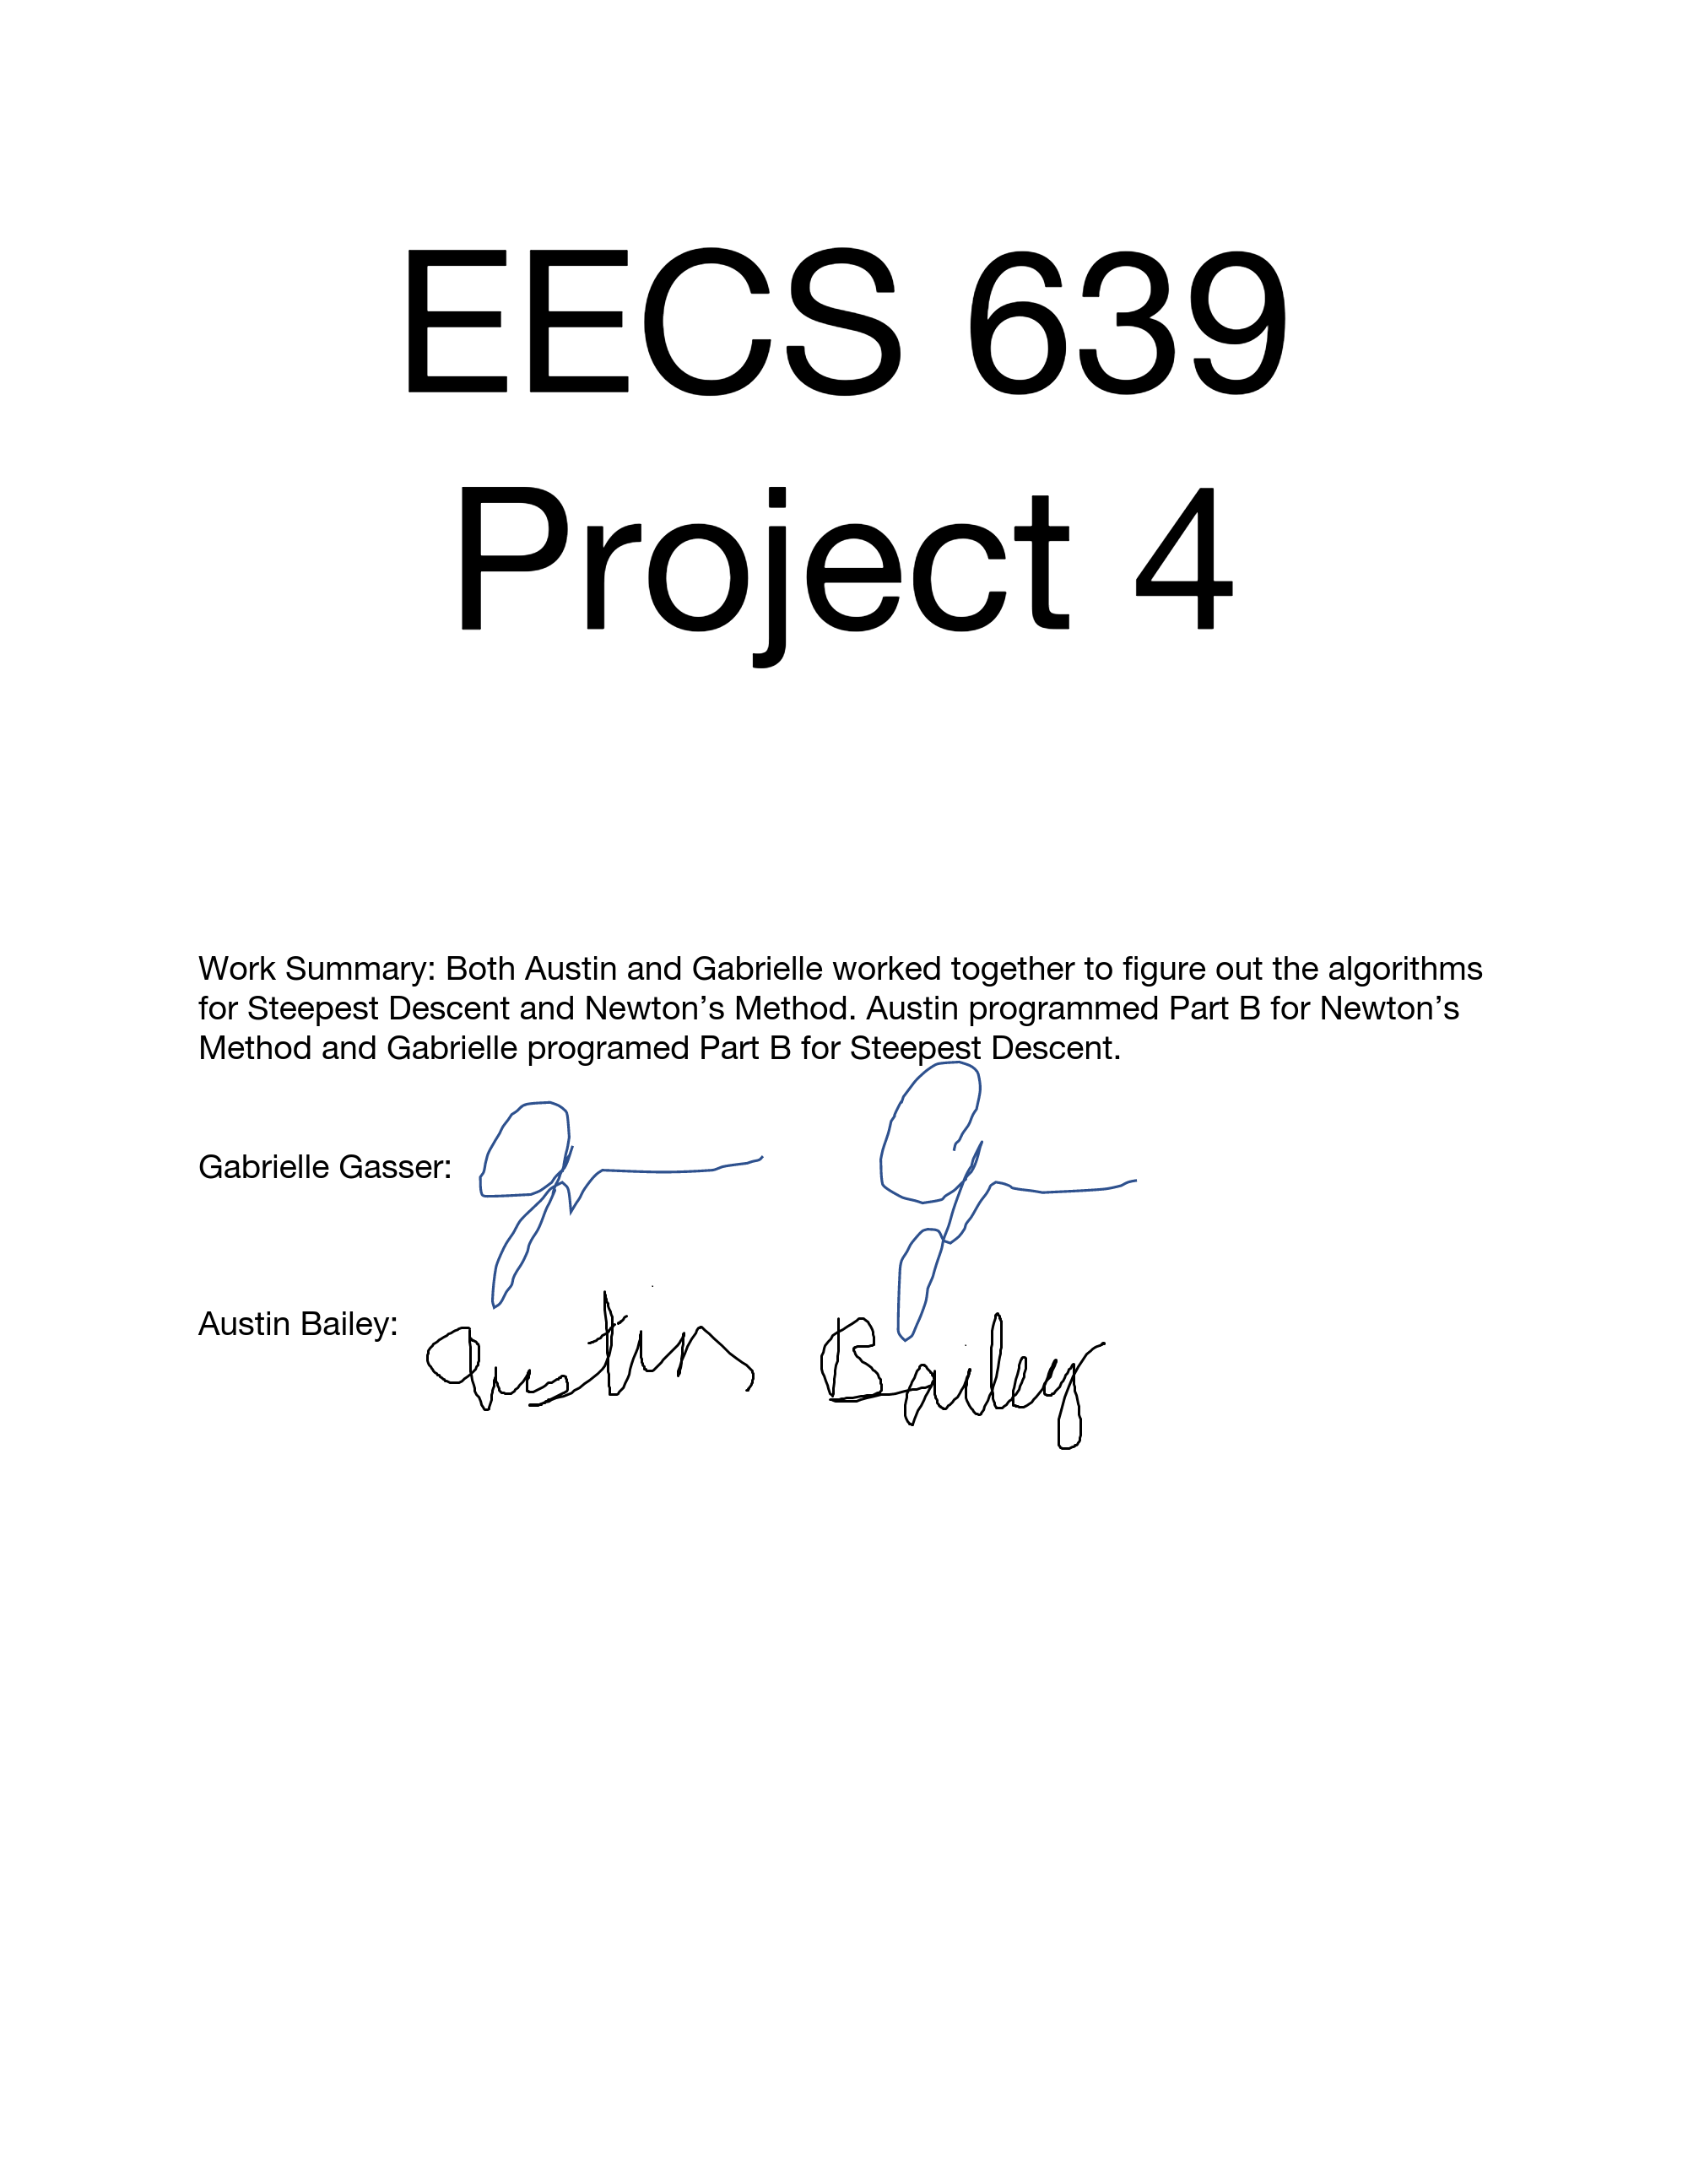 EECS 639
Project 4
Work Summary: Both Austin and Gabrielle worked together to figure out the algorithms
for Steepest Descent and Newton’s Method. Austin programmed Part B for Newton’s
Method and Gabrielle programed Part B for Steepest Descent.
Gabrielle Gasser:
Austin Bailey: Austin Bailey